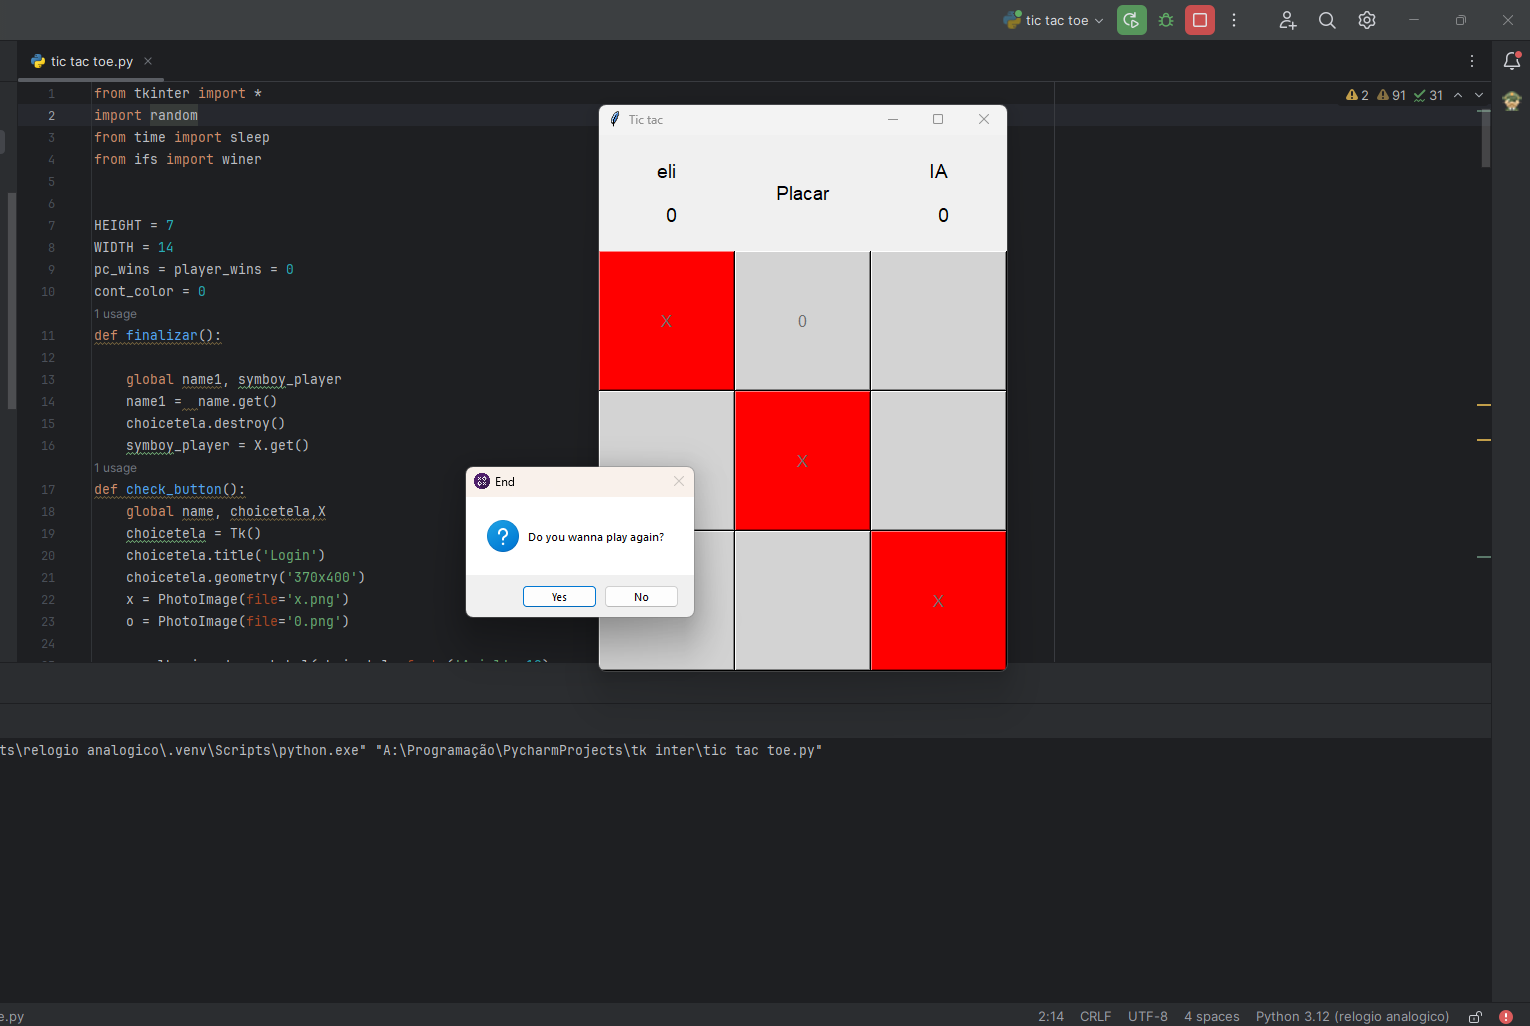 tic tac toe
tic tac toe.py
1 from tkinter import *
2 import random
3 from time import sleep
4 from ifs import winer
5
6
7 HEIGHT = 7
8 WIDTH = 14
9 pc_wins = player_wins = 0
10 cont_color = 0
1 usage
11 def finalizar():
12
13 global name1, symboy_player
14 name1 = name.get()
15 choicetela.destroy()
16 symboy_player = X.get()
1 usage
17 def check_button():
18 global name, choicetela,X
19 choicetela = Tk()
20 choicetela.title('Login')
21 choicetela.geometry('370x400')
22 x = PhotoImage(file='x.png')
23 o = PhotoImage(file='0.png')
24
2 91 31
Tic tac
eli
IA
Placar
0
0
X
0
X
X
End
Do you wanna play again?
Yes
No
ts\relogio analogico\.venv\Scripts\python.exe" "A:\Programação\PycharmProjects\tk inter\tic tac toe.py"
e.py
2:14 CRLF UTF-8 4 spaces Python 3.12 (relogio analogico)